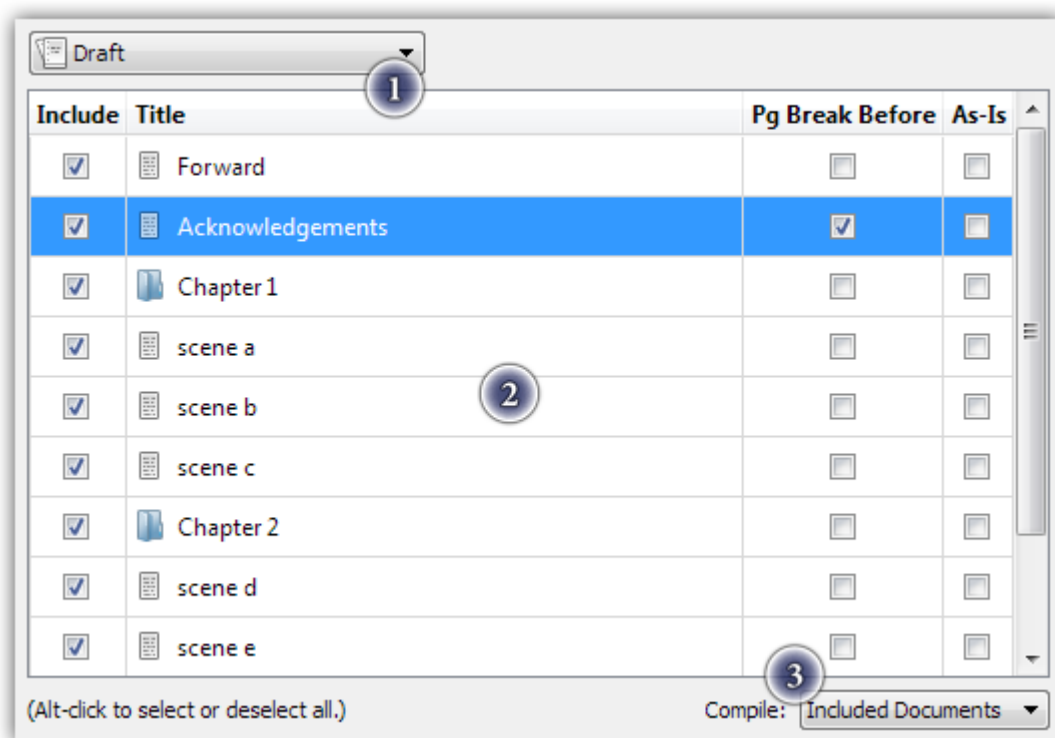 Draft
1
Include Title Pg Break Before As-Is
Forward
Acknowledgements
Chapter 1
scene a
scene b
2
scene c
Chapter 2
scene d
scene e
3
(Alt-click to select or deselect all.) Compile: Included Documents